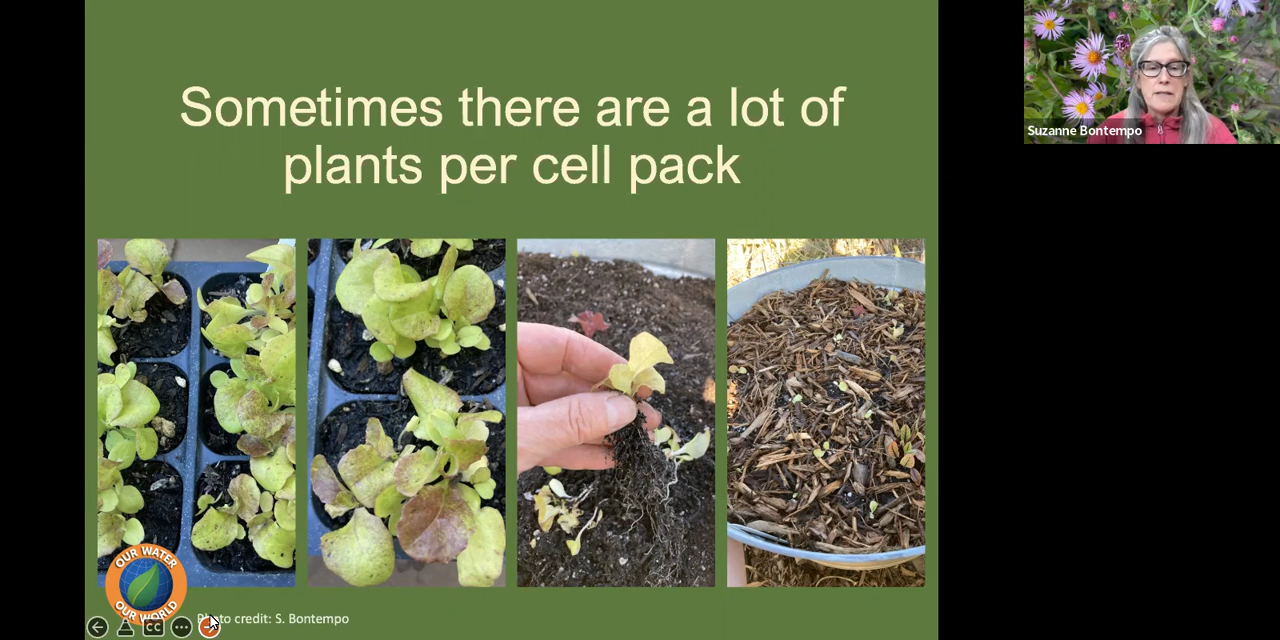 Sometimes there are a lot of
plants per cell pack
Suzanne Bontempo
OUR WATER
OUR WORLD
CC
Photo credit: S. Bontempo